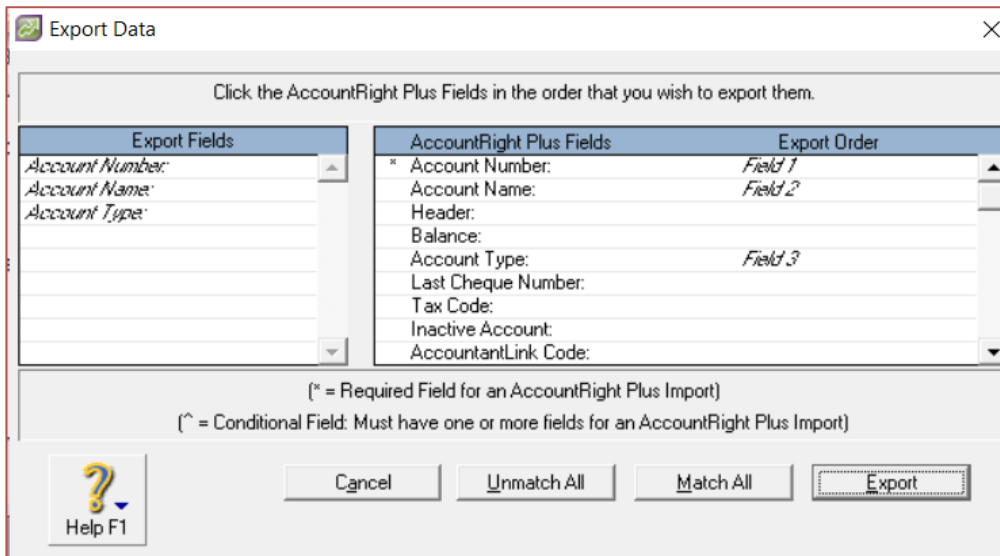 Export Data
Click the AccountRight Plus Fields in the order that you wish to export them.
Export Fields
Account Number:
Account Name:
Account Type:
AccountRight Plus Fields Export Order
* Account Number: Field 1
Account Name: Field 2
Header:
Balance:
Account Type: Field 3
Last Cheque Number:
Tax Code:
Inactive Account:
AccountantLink Code:
(* = Required Field for an AccountRight Plus Import)
(^ = Conditional Field: Must have one or more fields for an AccountRight Plus Import)
Help F1
Cancel Unmatch All Match All Export